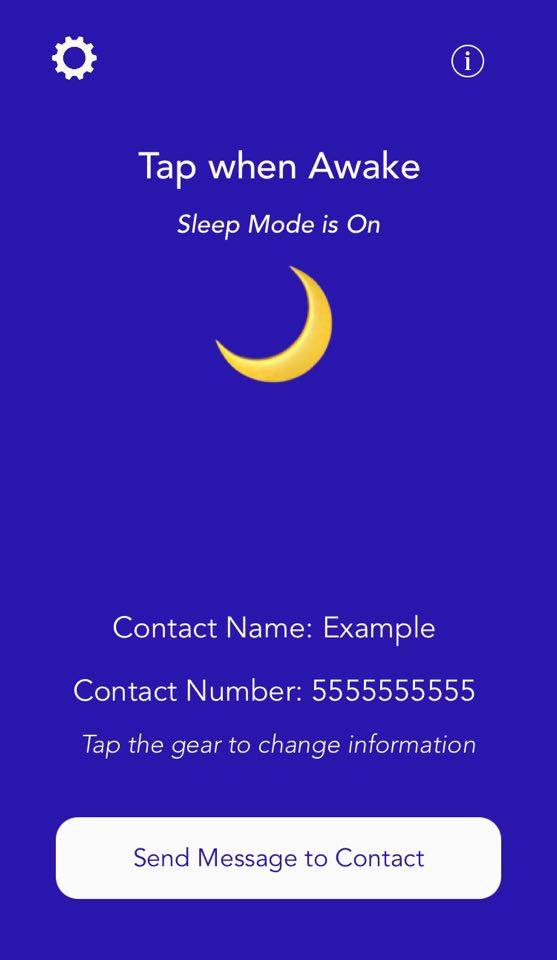 i
Tap when Awake
Sleep Mode is On
Contact Name: Example
Contact Number: 5555555555
Tap the gear to change information
Send Message to Contact